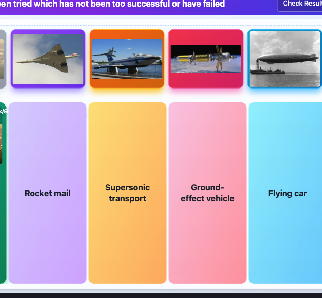 en tried which has not been too successful or have failed
Check Result
Rocket mail
Supersonic
transport
Ground-
effect vehicle
Flying car